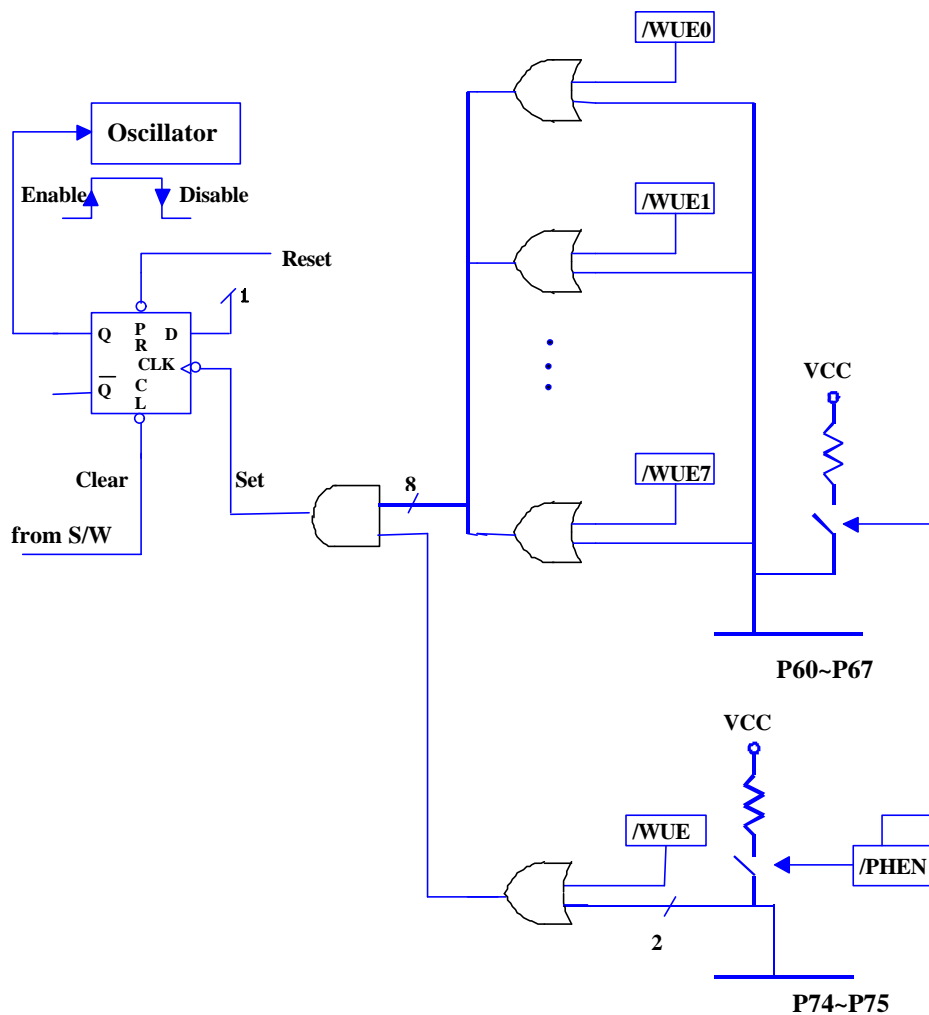 /WUE0
Oscillator
Enable
Disable
/WUE1
Reset
1
Q
P
R
D
CLK
Q
C
L
VCC
Clear
Set
8
/WUE7
from S/W
P60~P67
VCC
/WUE
/PHEN
2
P74~P75